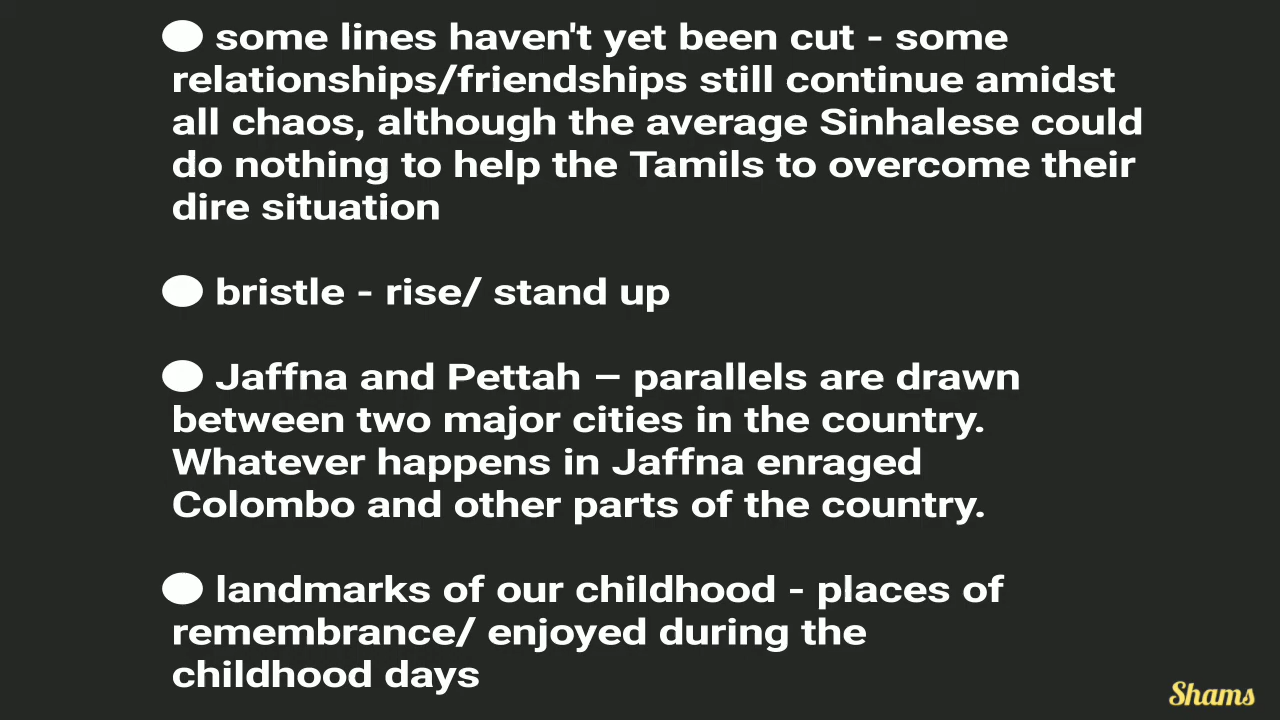 ● some lines haven't yet been cut - some
relationships/friendships still continue amidst
all chaos, although the average Sinhalese could
do nothing to help the Tamils to overcome their
dire situation
● bristle - rise/ stand up
● Jaffna and Pettah – parallels are drawn
between two major cities in the country.
Whatever happens in Jaffna enraged
Colombo and other parts of the country.
● landmarks of our childhood - places of
remembrance/ enjoyed during the
childhood days
Shams